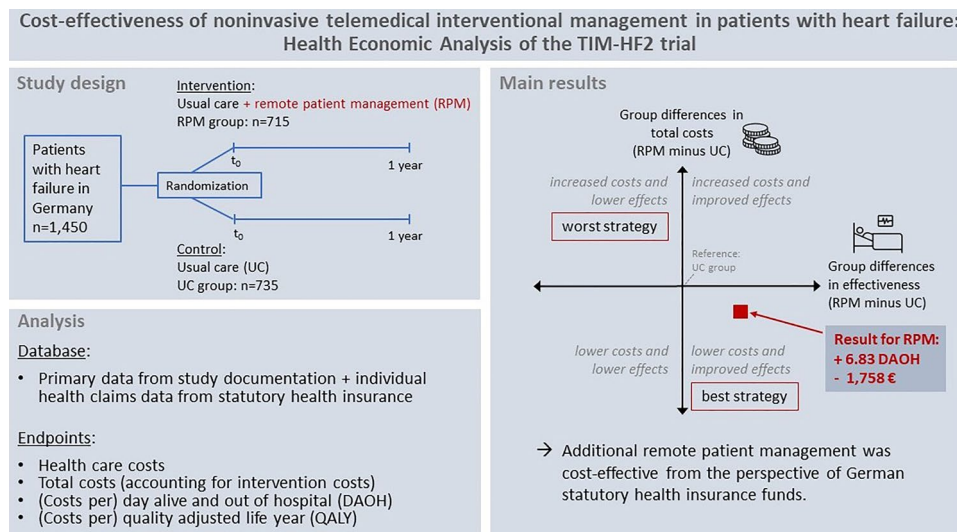 Cost-effectiveness of noninvasive telemedical interventional management in patients with heart failure:
Health Economic Analysis of the TIM-HF2 trial
Study design
Intervention:
Usual care + remote patient management (RPM)
RPM group: n=715
Patients
with heart
failure in
Germany
n=1,450
Randomization
t0
1 year
t0
1 year
Control:
Usual care (UC)
UC group: n=735
Analysis
Database:
• Primary data from study documentation + individual
health claims data from statutory health insurance
Endpoints:
• Health care costs
• Total costs (accounting for intervention costs)
• (Costs per) day alive and out of hospital (DAOH)
• (Costs per) quality adjusted life year (QALY)
Main results
Group differences in
total costs
(RPM minus UC)
increased costs and
lower effects
worst strategy
increased costs and
improved effects
Reference:
UC group
Group differences
in effectiveness
(RPM minus UC)
Result for RPM:
+ 6.83 DAOH
- 1,758 €
lower costs and
lower effects
lower costs and
improved effects
best strategy
→ Additional remote patient management was
cost-effective from the perspective of German
statutory health insurance funds.